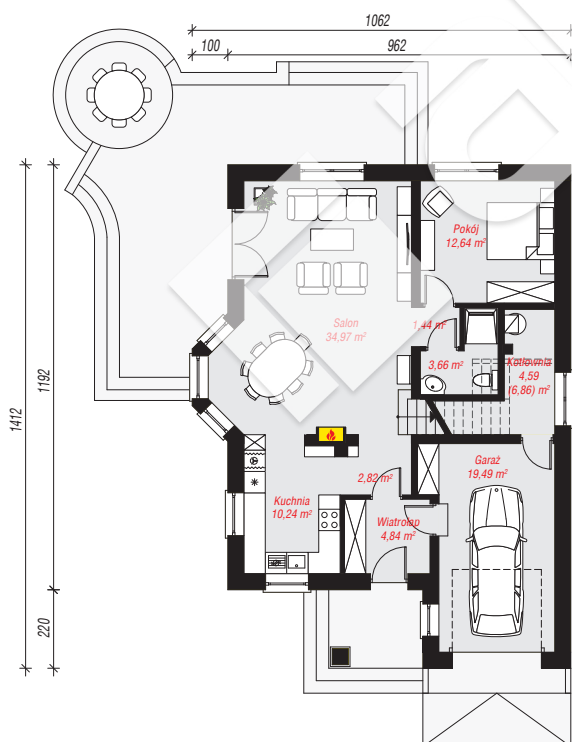 1062
100
962
Pokój
12,64 m²
Salon
34,97 m²
1,44 m²
3,66 m²
Kotłownia
4,59
(6,86) m²
1192
1412
Garaż
19,49 m²
2,82 m²
Kuchnia
10,24 m²
Wiatrołap
4,84 m²
220